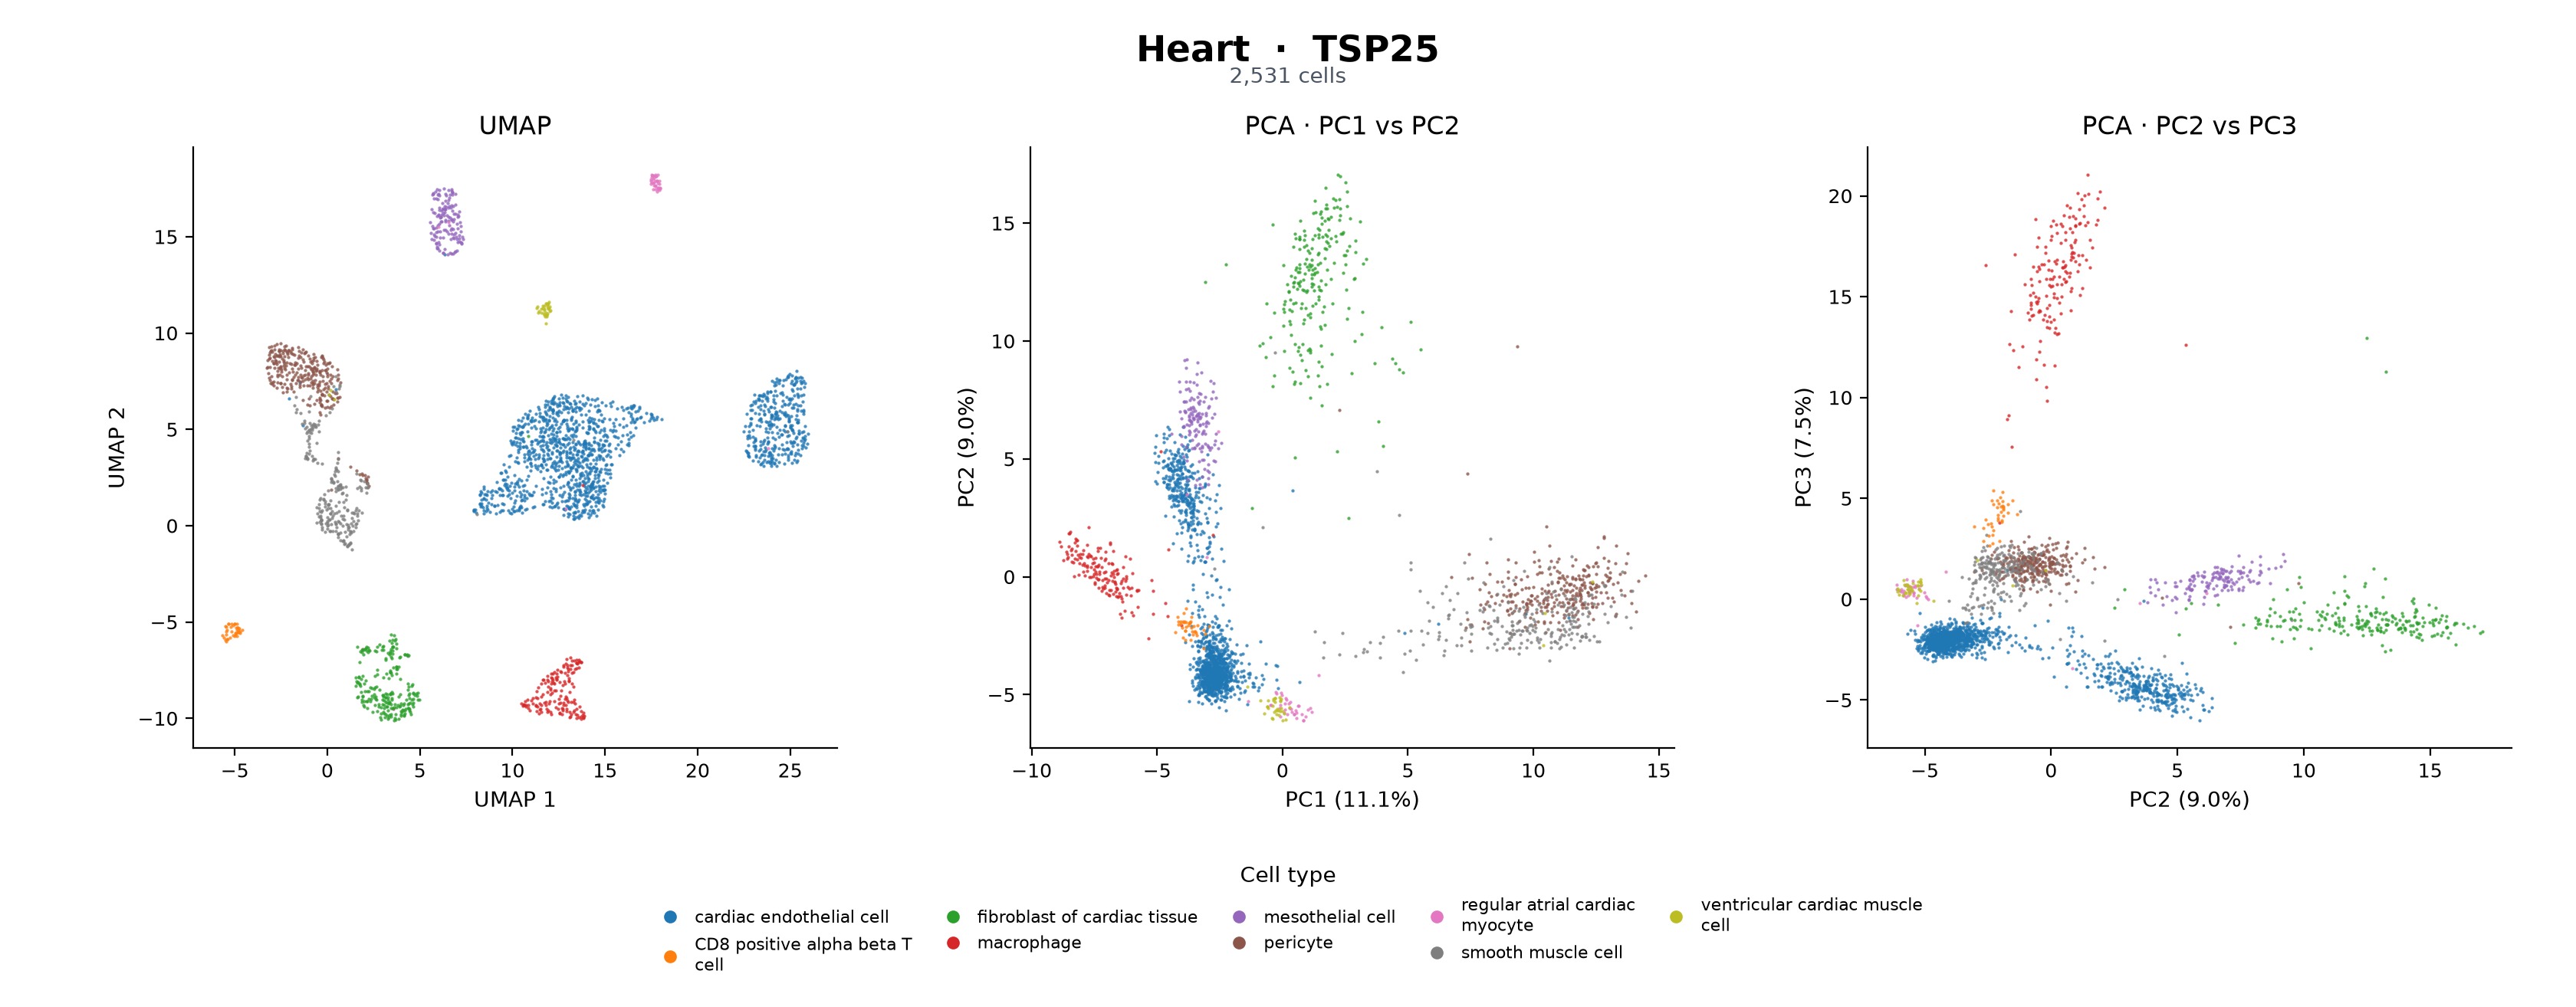 Heart · TSP25
2,531 cells
UMAP
15
10
5
0
−5
−10
UMAP 2
−5
0
5
10
15
20
25
UMAP 1
PCA · PC1 vs PC2
15
10
5
0
−5
PC2 (9.0%)
−10
−5
0
5
10
15
PC1 (11.1%)
PCA · PC2 vs PC3
20
15
10
5
0
−5
PC3 (7.5%)
−5
0
5
10
15
PC2 (9.0%)
Cell type
cardiac endothelial cell
CD8 positive alpha beta T
cell
fibroblast of cardiac tissue
macrophage
mesothelial cell
pericyte
regular atrial cardiac
myocyte
smooth muscle cell
ventricular cardiac muscle
cell